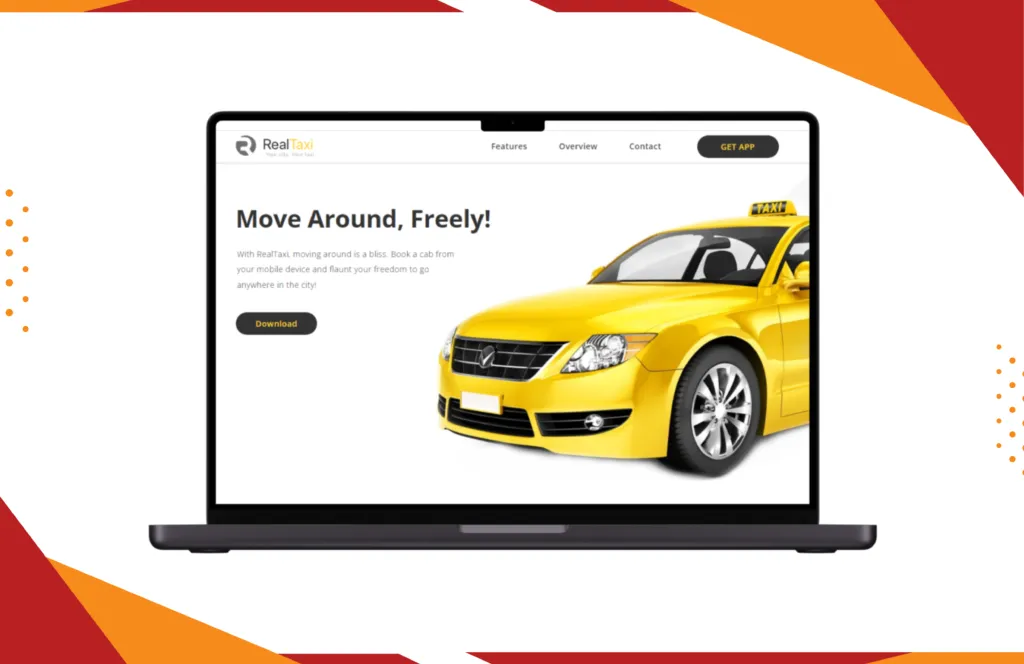 RealTaxi
Features
Overview
Contact
GET APP
TAXI
Move Around, Freely!
With RealTaxi, moving around is a bliss. Book a cab from
your mobile device and flaunt your freedom to go
anywhere in the city!
Download